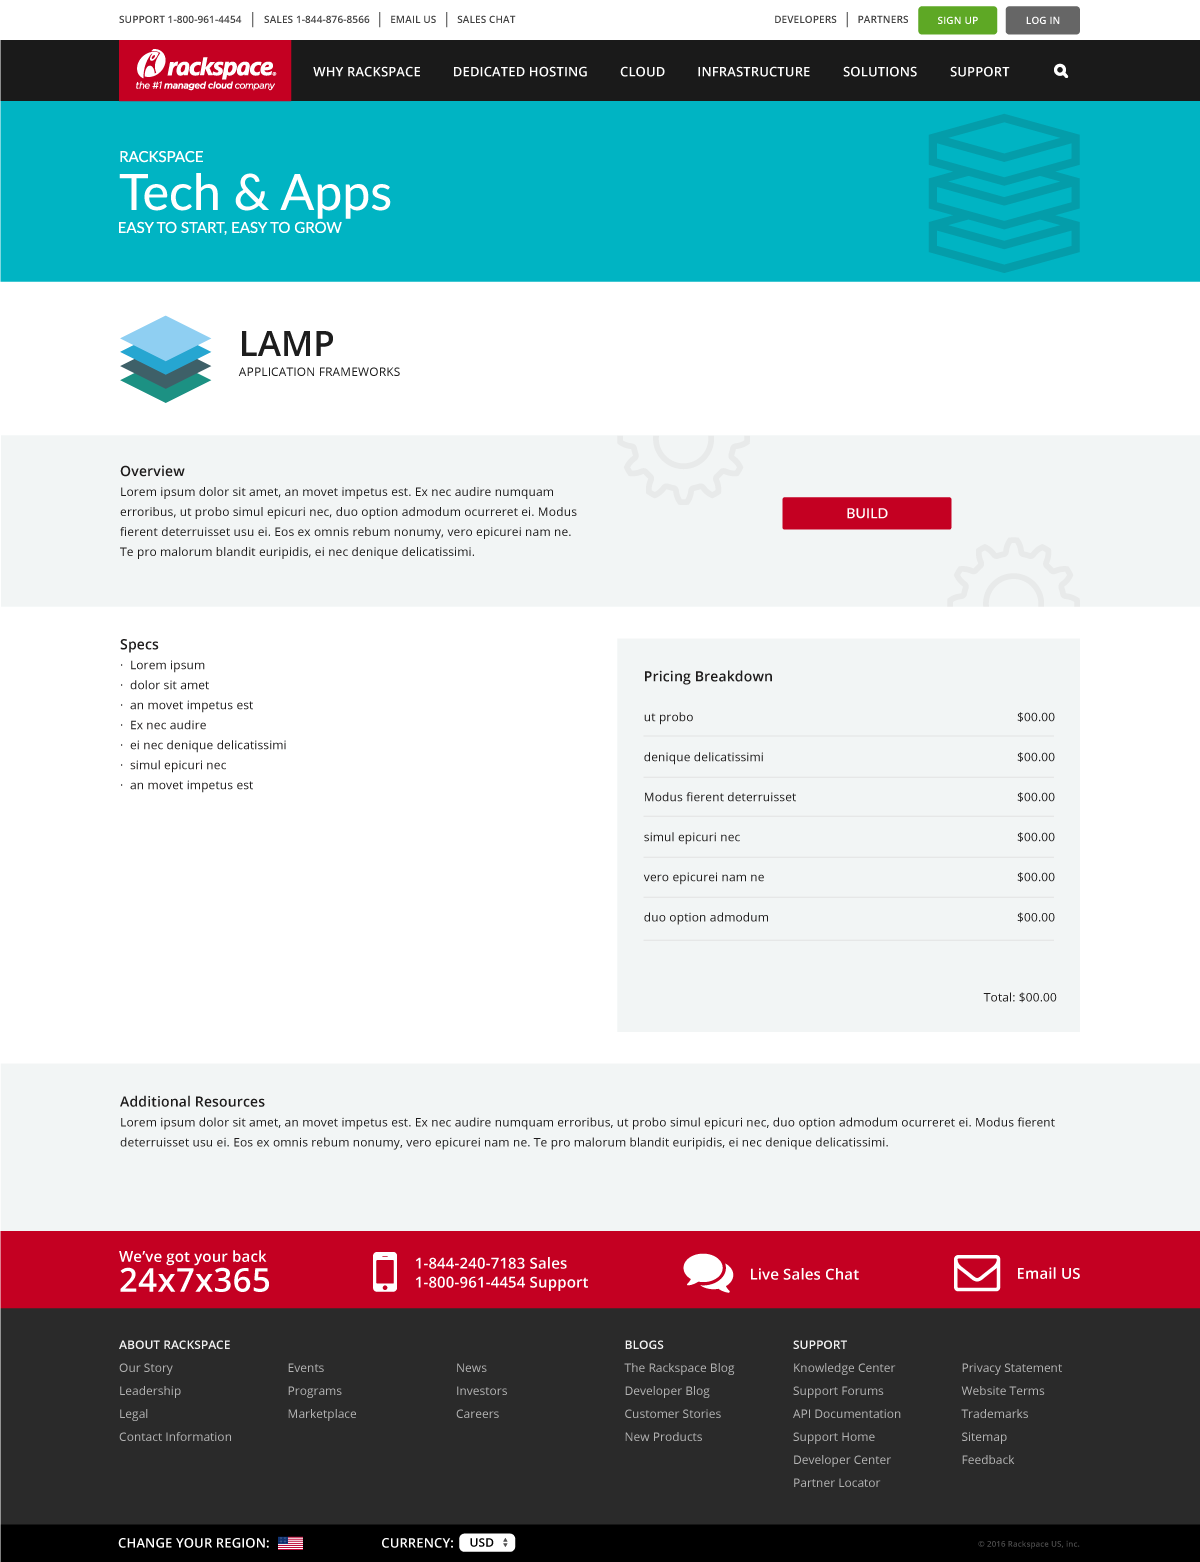 SUPPORT 1-800-961-4454 | SALES 1-844-876-8566 | EMAIL US | SALES CHAT
DEVELOPERS | PARTNERS SIGN UP LOG IN
rackspace®
the #1 managed cloud company
WHY RACKSPACE DEDICATED HOSTING CLOUD INFRASTRUCTURE SOLUTIONS SUPPORT
RACKSPACE
Tech & Apps
EASY TO START, EASY TO GROW
LAMP
APPLICATION FRAMEWORKS
Overview
Lorem ipsum dolor sit amet, an movet impetus est. Ex nec audire numquam
erroribus, ut probo simul epicuri nec, duo option admodum ocurreret ei. Modus
fierent deterruisset usu ei. Eos ex omnis rebum nonumy, vero epicurei nam ne.
Te pro malorum blandit euripidis, ei nec denique delicatissimi.
BUILD
Specs
· Lorem ipsum
· dolor sit amet
· an movet impetus est
· Ex nec audire
· ei nec denique delicatissimi
· simul epicuri nec
· an movet impetus est
Pricing Breakdown
ut probo $00.00
denique delicatissimi $00.00
Modus fierent deterruisset $00.00
simul epicuri nec $00.00
vero epicurei nam ne $00.00
duo option admodum $00.00
Total: $00.00
Additional Resources
Lorem ipsum dolor sit amet, an movet impetus est. Ex nec audire numquam erroribus, ut probo simul epicuri nec, duo option admodum ocurreret ei. Modus fierent
deterruisset usu ei. Eos ex omnis rebum nonumy, vero epicurei nam ne. Te pro malorum blandit euripidis, ei nec denique delicatissimi.
We've got your back
24x7x365
1-844-240-7183 Sales
1-800-961-4454 Support
Live Sales Chat
Email US
ABOUT RACKSPACE
Our Story
Leadership
Legal
Contact Information
Events
Programs
Marketplace
News
Investors
Careers
BLOGS
The Rackspace Blog
Developer Blog
Customer Stories
New Products
SUPPORT
Knowledge Center
Support Forums
API Documentation
Support Home
Developer Center
Partner Locator
Privacy Statement
Website Terms
Trademarks
Sitemap
Feedback
CHANGE YOUR REGION:
CURRENCY: USD
© 2016 Rackspace US, Inc.